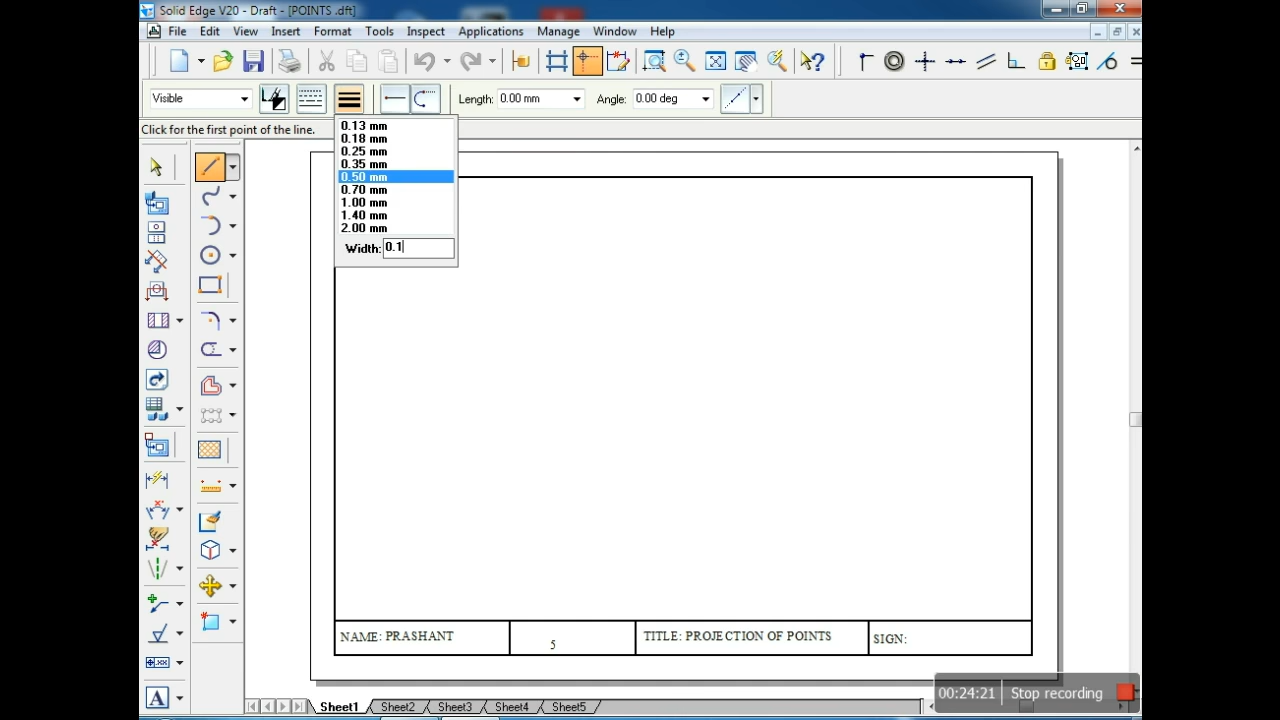 Solid Edge V20 - Draft - [POINTS .dft]
File Edit View Insert Format Tools Inspect Applications Manage Window Help
Visible Length: 0.00 mm Angle: 0.00 deg
Click for the first point of the line.
0.13 mm
0.18 mm
0.25 mm
0.35 mm
0.50 mm
0.70 mm
1.00 mm
1.40 mm
2.00 mm
Width: 0.1
NAME: PRASHANT 5 TITLE: PROJECTION OF POINTS SIGN:
00:24:21 Stop recording
Sheet1 Sheet2 Sheet3 Sheet4 Sheet5